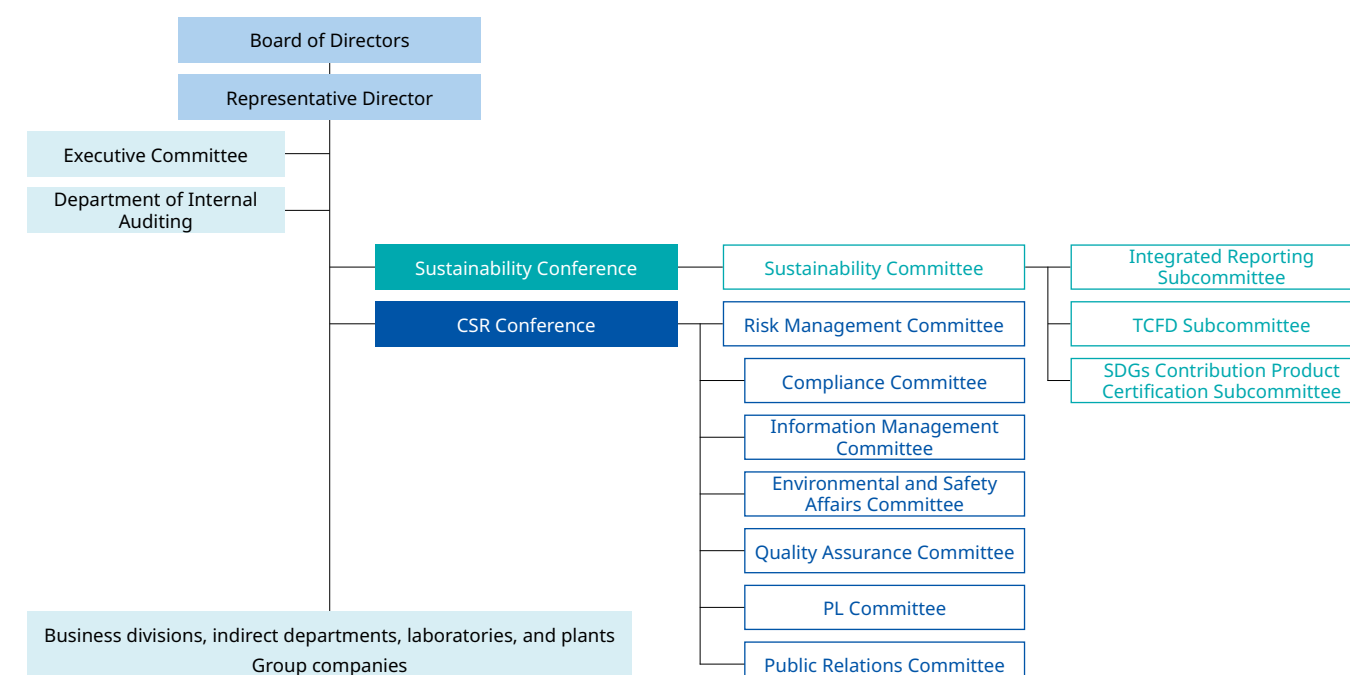 Board of Directors
Representative Director
Executive Committee
Department of Internal
Auditing
Sustainability Conference
Sustainability Committee
Integrated Reporting
Subcommittee
CSR Conference
Risk Management Committee
TCFD Subcommittee
Compliance Committee
SDGs Contribution Product
Certification Subcommittee
Information Management
Committee
Environmental and Safety
Affairs Committee
Quality Assurance Committee
PL Committee
Business divisions, indirect departments, laboratories, and plants
Group companies
Public Relations Committee